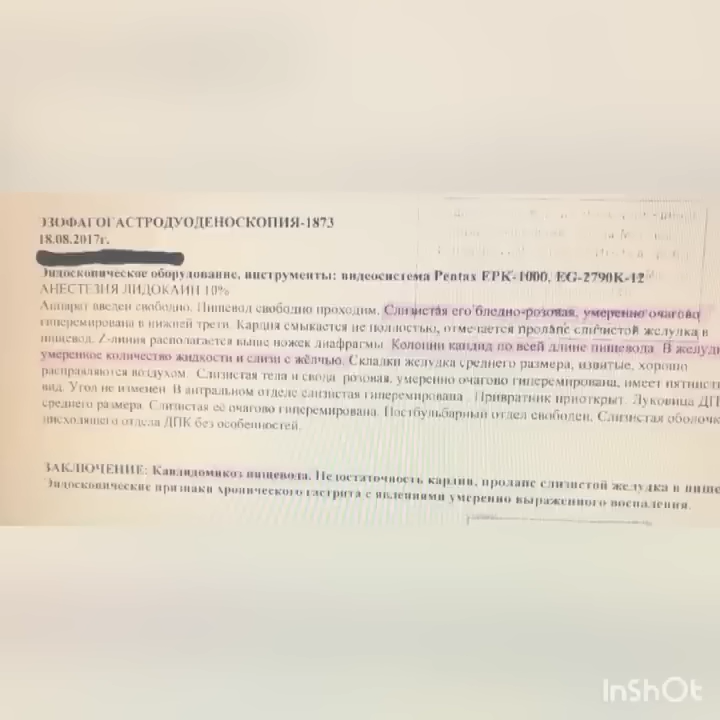 ЭЗОФАГОГАСТРОДУОДЕНОСКОПИЯ-1873
18.08.2017г.
Эндоскопическое оборудование, инструменты: видеосистема Pentax EPK-1000, EG-2790K-12
АНЕСТЕЗИЯ ЛИДОКАИН 10%
Аппарат введен свободно. Пищевод свободно проходим. Слизистая его бледно-розовая, умеренно очагово
гиперемирована в нижней трети. Кардия смыкается не полностью, отмечается пролапс слизистой желудка в
пищевод. Z-линия располагается выше ножек диафрагмы. Колонии кандид по всей длине пищевода. В желудк
умеренное количество жидкости и слизи с жёлчью. Складки желудка среднего размера, извитые, хорошо
расправляются воздухом. Слизистая тела и свода розовая, умеренно очагово гиперемирована, имеет пятнисты
вид. Угол не изменен. В антральном отделе слизистая гиперемирована. Привратник приоткрыт. Луковица ДП
среднего размера. Слизистая её очагово гиперемирована. Постбульбарный отдел свободен. Слизистая оболочк
нисходящего отдела ДПК без особенностей.
ЗАКЛЮЧЕНИЕ: Кандидомикоз пищевода. Недостаточность кардии, пролапс слизистой желудка в пище
Эндоскопические признаки хронического гастрита с явлениями умеренно выраженного воспаления.
InShOt